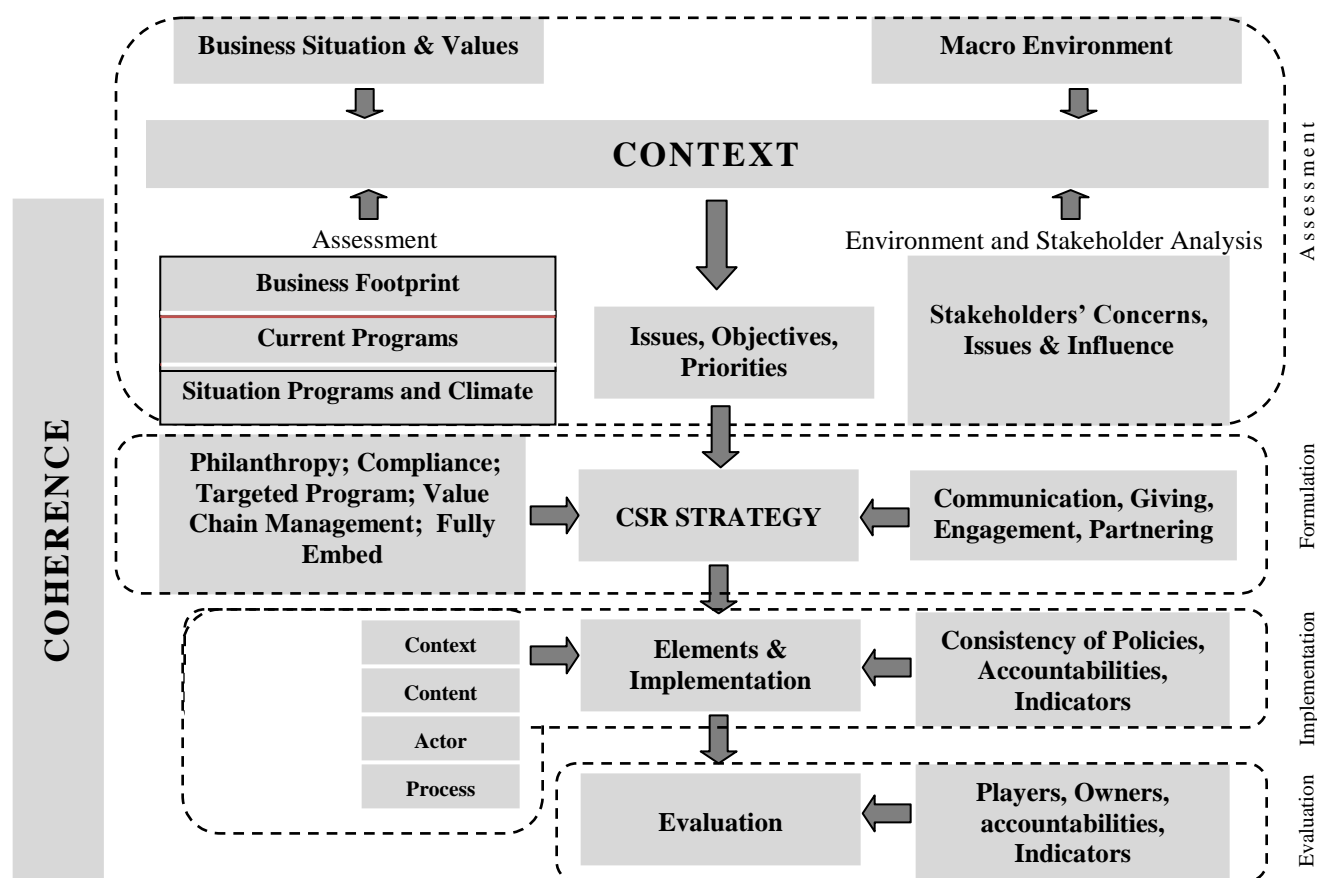 Business Situation & Values
Macro Environment
CONTEXT
Assessment
Environment and Stakeholder Analysis
Business Footprint
Current Programs
Situation Programs and Climate
Issues, Objectives,
Priorities
Stakeholders’ Concerns,
Issues & Influence
Assessment
COHERENCE
Philanthropy; Compliance;
Targeted Program; Value
Chain Management; Fully
Embed
CSR STRATEGY
Communication, Giving,
Engagement, Partnering
Formulation
Context
Content
Actor
Process
Elements &
Implementation
Consistency of Policies,
Accountabilities,
Indicators
Implementation
Evaluation
Players, Owners,
accountabilities,
Indicators
Evaluation